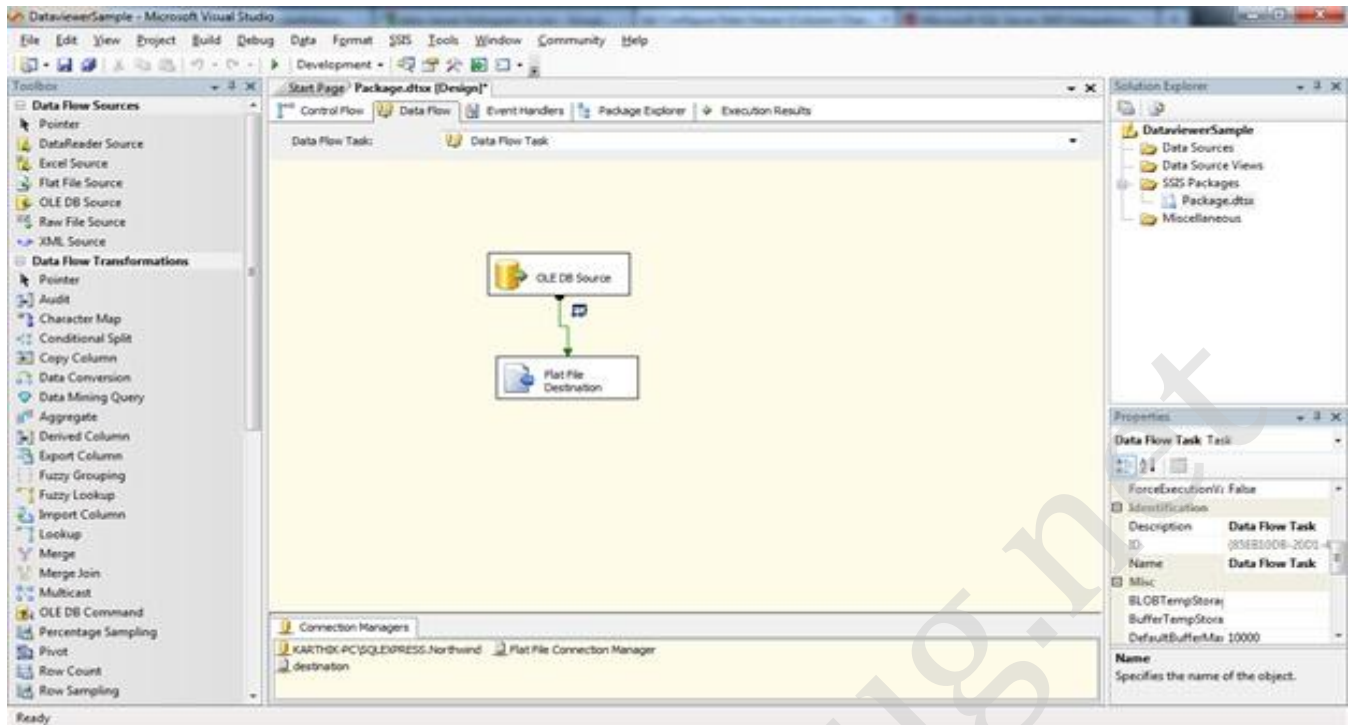 DataviewerSample - Microsoft Visual Studio
File Edit View Project Build Debug Data Format SSIS Tools Window Community Help
Development
Toolbox
Data Flow Sources
Pointer
DataReader Source
Excel Source
Flat File Source
OLE DB Source
Raw File Source
XML Source
Data Flow Transformations
Pointer
Audit
Character Map
Conditional Split
Copy Column
Data Conversion
Data Mining Query
Aggregate
Derived Column
Export Column
Fuzzy Grouping
Fuzzy Lookup
Import Column
Lookup
Merge
Merge Join
Multicast
OLE DB Command
Percentage Sampling
Pivot
Row Count
Row Sampling
Start Page Package.dtsx [Design]*
Control Flow Data Flow Event Handlers Package Explorer Execution Results
Data Flow Task: Data Flow Task
OLE DB Source
Flat File
Destination
Connection Managers
KARTHIK-PC\SQLEXPRESS.Northwind Flat File Connection Manager
destination
Solution Explorer
DataviewerSample
Data Sources
Data Source Views
SSIS Packages
Package.dtsx
Miscellaneous
Properties
Data Flow Task Task
ForceExecutionV False
Identification
Description Data Flow Task
ID
Name Data Flow Task
Misc
BLOBTempStora
BufferTempStora
DefaultBufferMa 10000
Name
Specifies the name of the object.
Ready
g.net